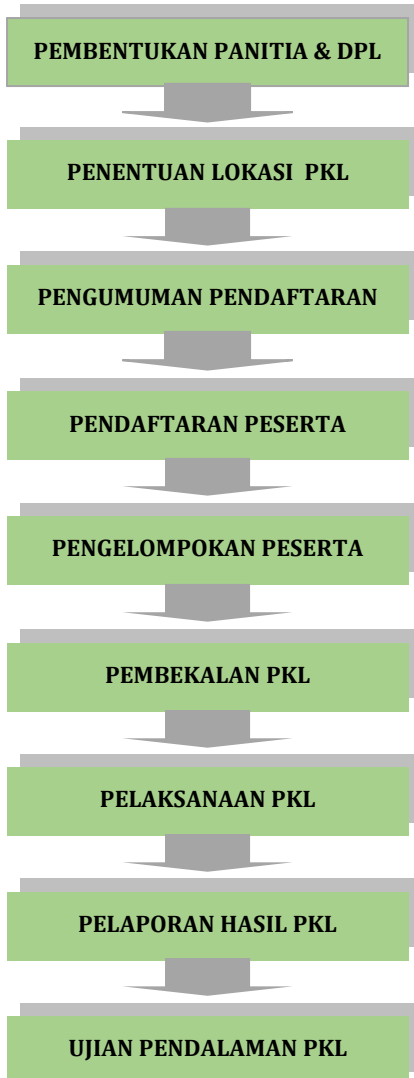 PEMBENTUKAN PANITIA & DPL
PENENTUAN LOKASI PKL
PENGUMUMAN PENDAFTARAN
PENDAFTARAN PESERTA
PENGELOMPOKAN PESERTA
PEMBEKALAN PKL
PELAKSANAAN PKL
PELAPORAN HASIL PKL
UJIAN PENDALAMAN PKL